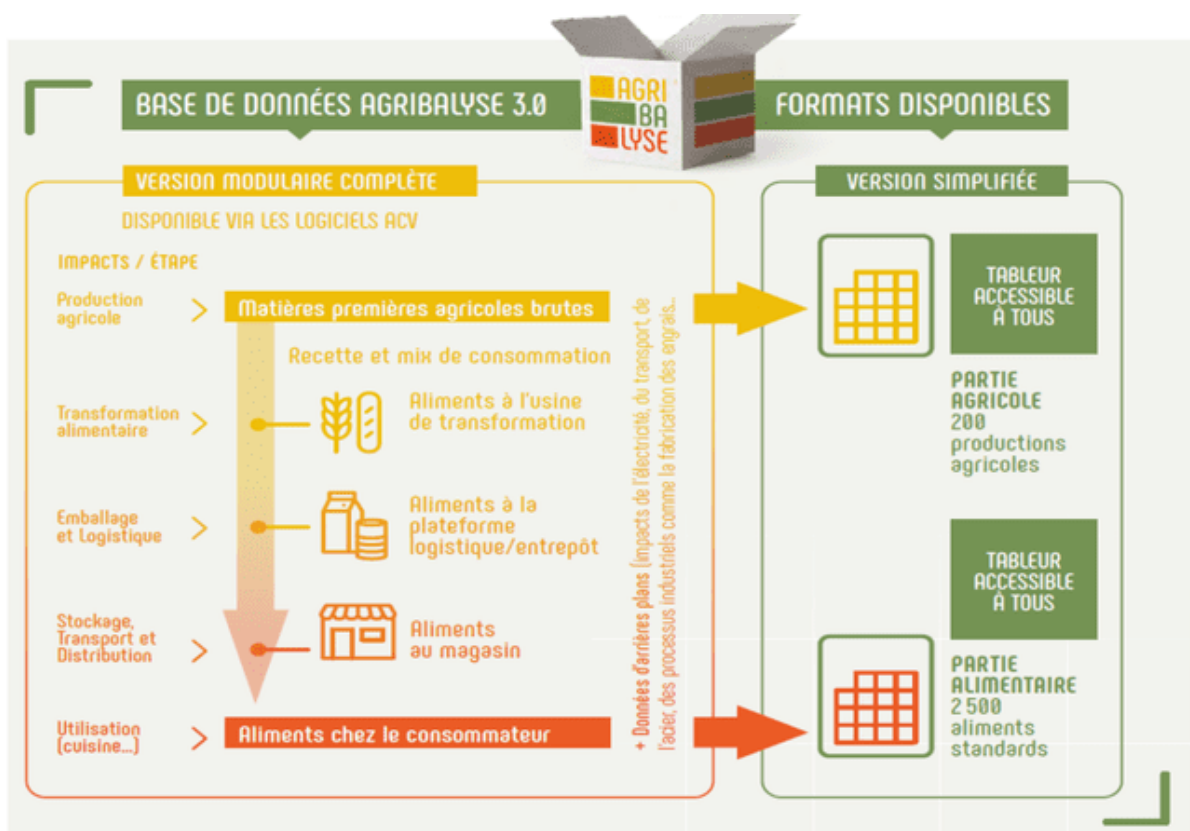 BASE DE DONNÉES AGRIBALYSE 3.0
AGRI
BA
LYSE
FORMATS DISPONIBLES
VERSION MODULAIRE COMPLÈTE
DISPONIBLE VIA LES LOGICIELS ACV
IMPACTS / ÉTAPE
Production
agricole
Matières premières agricoles brutes
Recette et mix de consommation
Transformation
alimentaire
Aliments à l'usine
de transformation
Emballage
et Logistique
Aliments à la
plateforme
logistique/entrepôt
Stockage,
Transport et
Distribution
Aliments
au magasin
Utilisation
(cuisine...)
Aliments chez le consommateur
+ Données d'arrières plans (impacts de l'électricité, du transport, de
l'acier, des processus industriels comme la fabrication des engrais...
VERSION SIMPLIFIÉE
TABLEUR
ACCESSIBLE
À TOUS
PARTIE
AGRICOLE
200
productions
agricoles
TABLEUR
ACCESSIBLE
À TOUS
PARTIE
ALIMENTAIRE
2 500
aliments
standards